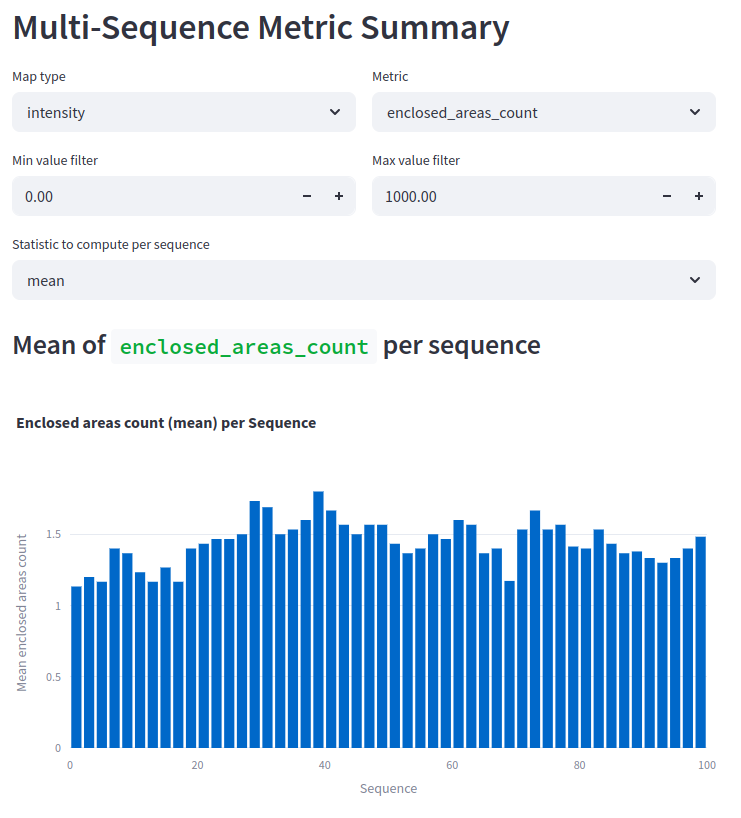 Multi-Sequence Metric Summary
Map type
Metric
intensity
enclosed_areas_count
Min value filter
Max value filter
0.00
− +
1000.00
− +
Statistic to compute per sequence
mean
Mean of enclosed_areas_count per sequence
Enclosed areas count (mean) per Sequence
Mean enclosed areas count
1.5
1
0.5
0
0 20 40 60 80 100
Sequence